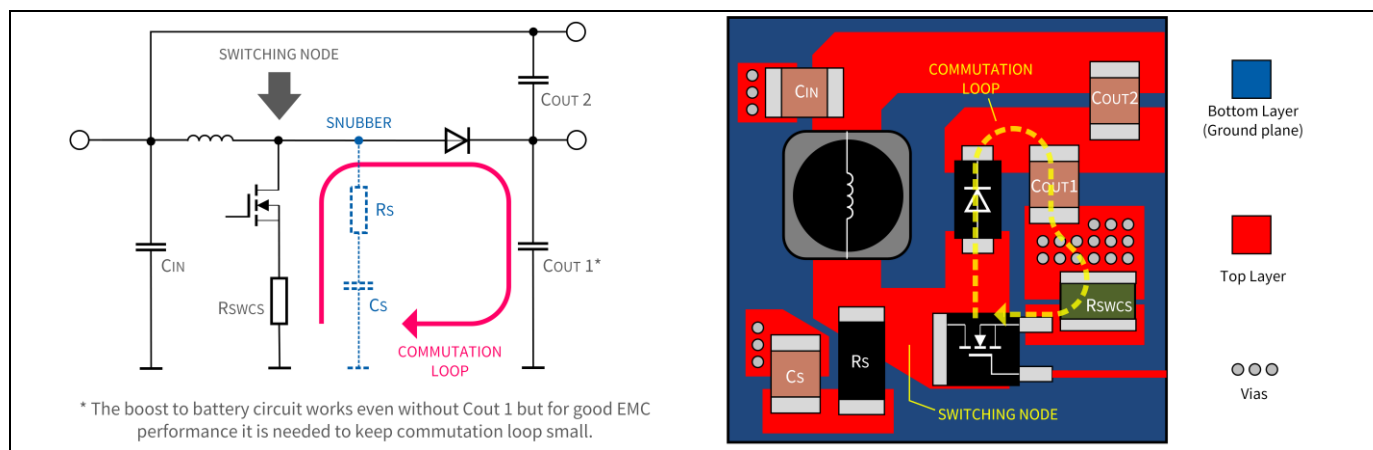 SWITCHING NODE
COUT 2
SNUBBER
RS
CIN
COUT 1*
CS
RSWCS
COMMUTATION
LOOP
* The boost to battery circuit works even without Cout 1 but for good EMC
performance it is needed to keep commutation loop small.
COMMUTATION
LOOP
CIN
COUT2
COUT1
RSWCS
CS
RS
SWITCHING NODE
Bottom Layer
(Ground plane)
Top Layer
Vias